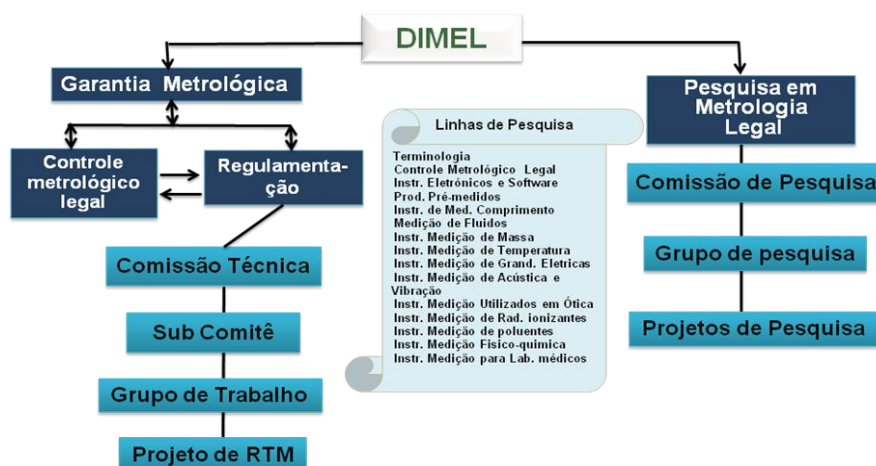 DIMEL
Garantia Metrológica
Controle
metrológico
legal
Regulamenta-
ção
Comissão Técnica
Sub Comitê
Grupo de Trabalho
Projeto de RTM
Linhas de Pesquisa
Terminologia
Controle Metrológico Legal
Instr. Eletrónicos e Software
Prod. Pré-medidos
Instr. de Med. Comprimento
Medição de Fluidos
Instr. Medição de Massa
Instr. Medição de Temperatura
Instr. Medição de Grand. Eletricas
Instr. Medição de Acústica e
Vibração
Instr. Medição Utilizados em Ótica
Instr. Medição de Rad. ionizantes
Instr. Medição de poluentes
Instr. Medição Fisico-quimica
Instr. Medição para Lab. médicos
Pesquisa em
Metrologia
Legal
Comissão de Pesquisa
Grupo de pesquisa
Projetos de Pesquisa